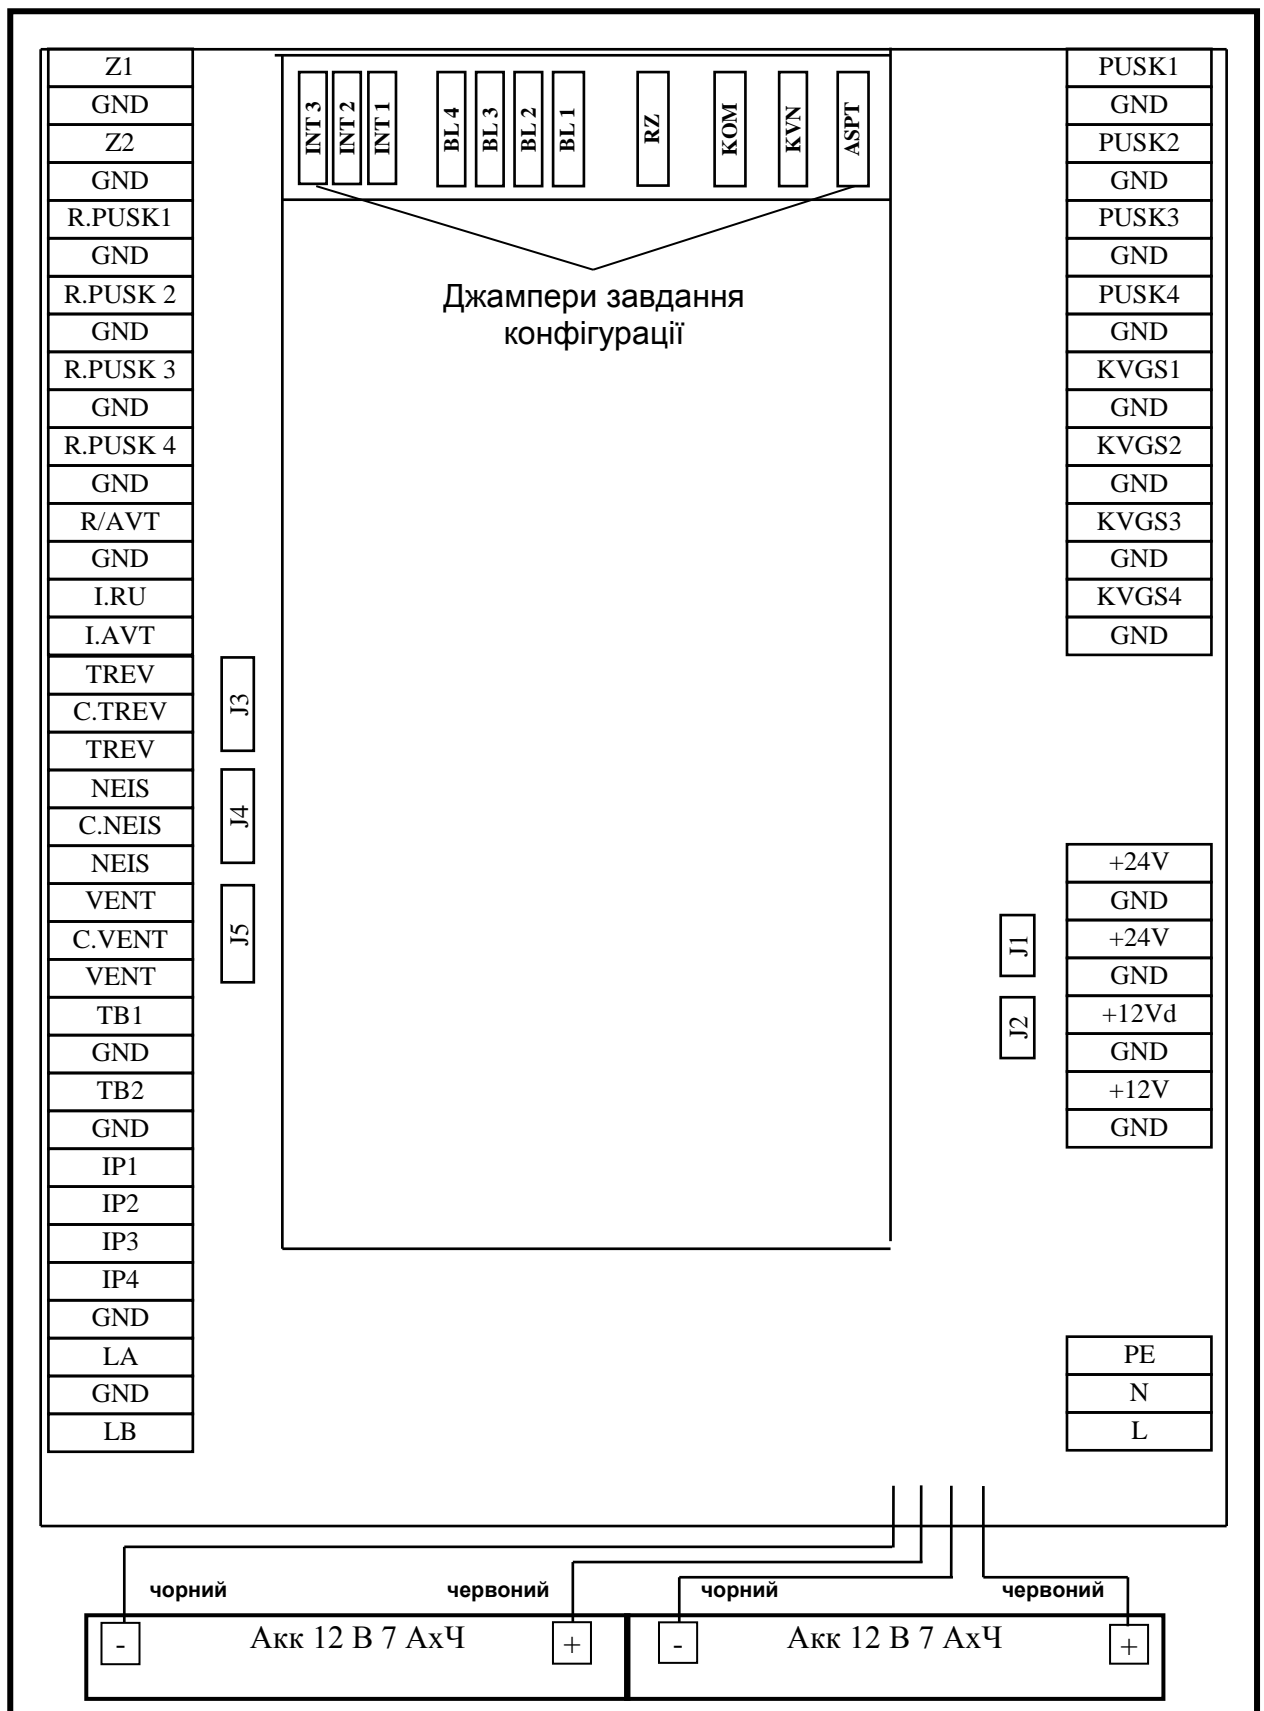 Z1
GND
Z2
GND
R.PUSK1
GND
R.PUSK 2
GND
R.PUSK 3
GND
R.PUSK 4
GND
R/AVT
GND
I.RU
I.AVT
TREV
C.TREV
TREV
NEIS
C.NEIS
NEIS
VENT
C.VENT
VENT
TB1
GND
TB2
GND
IP1
IP2
IP3
IP4
GND
LA
GND
LB
J3
J4
J5
INT 3
INT 2
INT 1
BL 4
BL 3
BL 2
BL 1
RZ
KOM
KVN
ASPT
Джампери завдання
конфігурації
J1
J2
PUSK1
GND
PUSK2
GND
PUSK3
GND
PUSK4
GND
KVGS1
GND
KVGS2
GND
KVGS3
GND
KVGS4
GND
+24V
GND
+24V
GND
+12Vd
GND
+12V
GND
PE
N
L
чорний червоний чорний червоний
- Акк 12 В 7 АхЧ + - Акк 12 В 7 АхЧ +